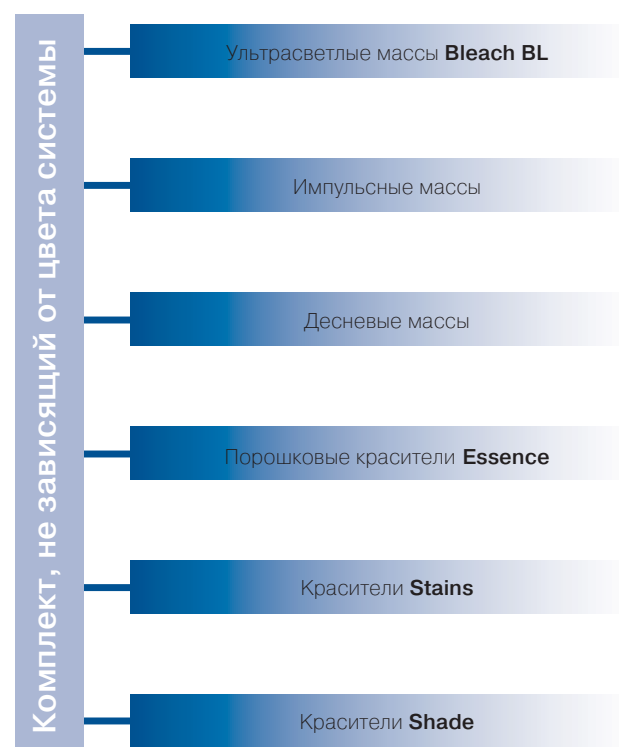 Комплект, не зависящий от цвета системы
Ультрасветлые массы Bleach BL
Импульсные массы
Десневые массы
Порошковые красители Essence
Красители Stains
Красители Shade